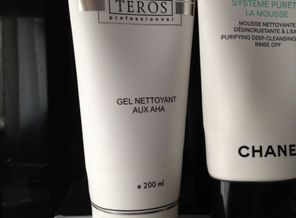 TEROS
professionnel
GEL NETTOYANT
AUX AHA
e 200 ml
SYSTÈME PURETÉ
LA MOUSSE
MOUSSE NETTOYANTE
DÉSINCRUSTANTE À L'EAU
PURIFYING DEEP-CLEANSING
RINSE OFF
CHANE